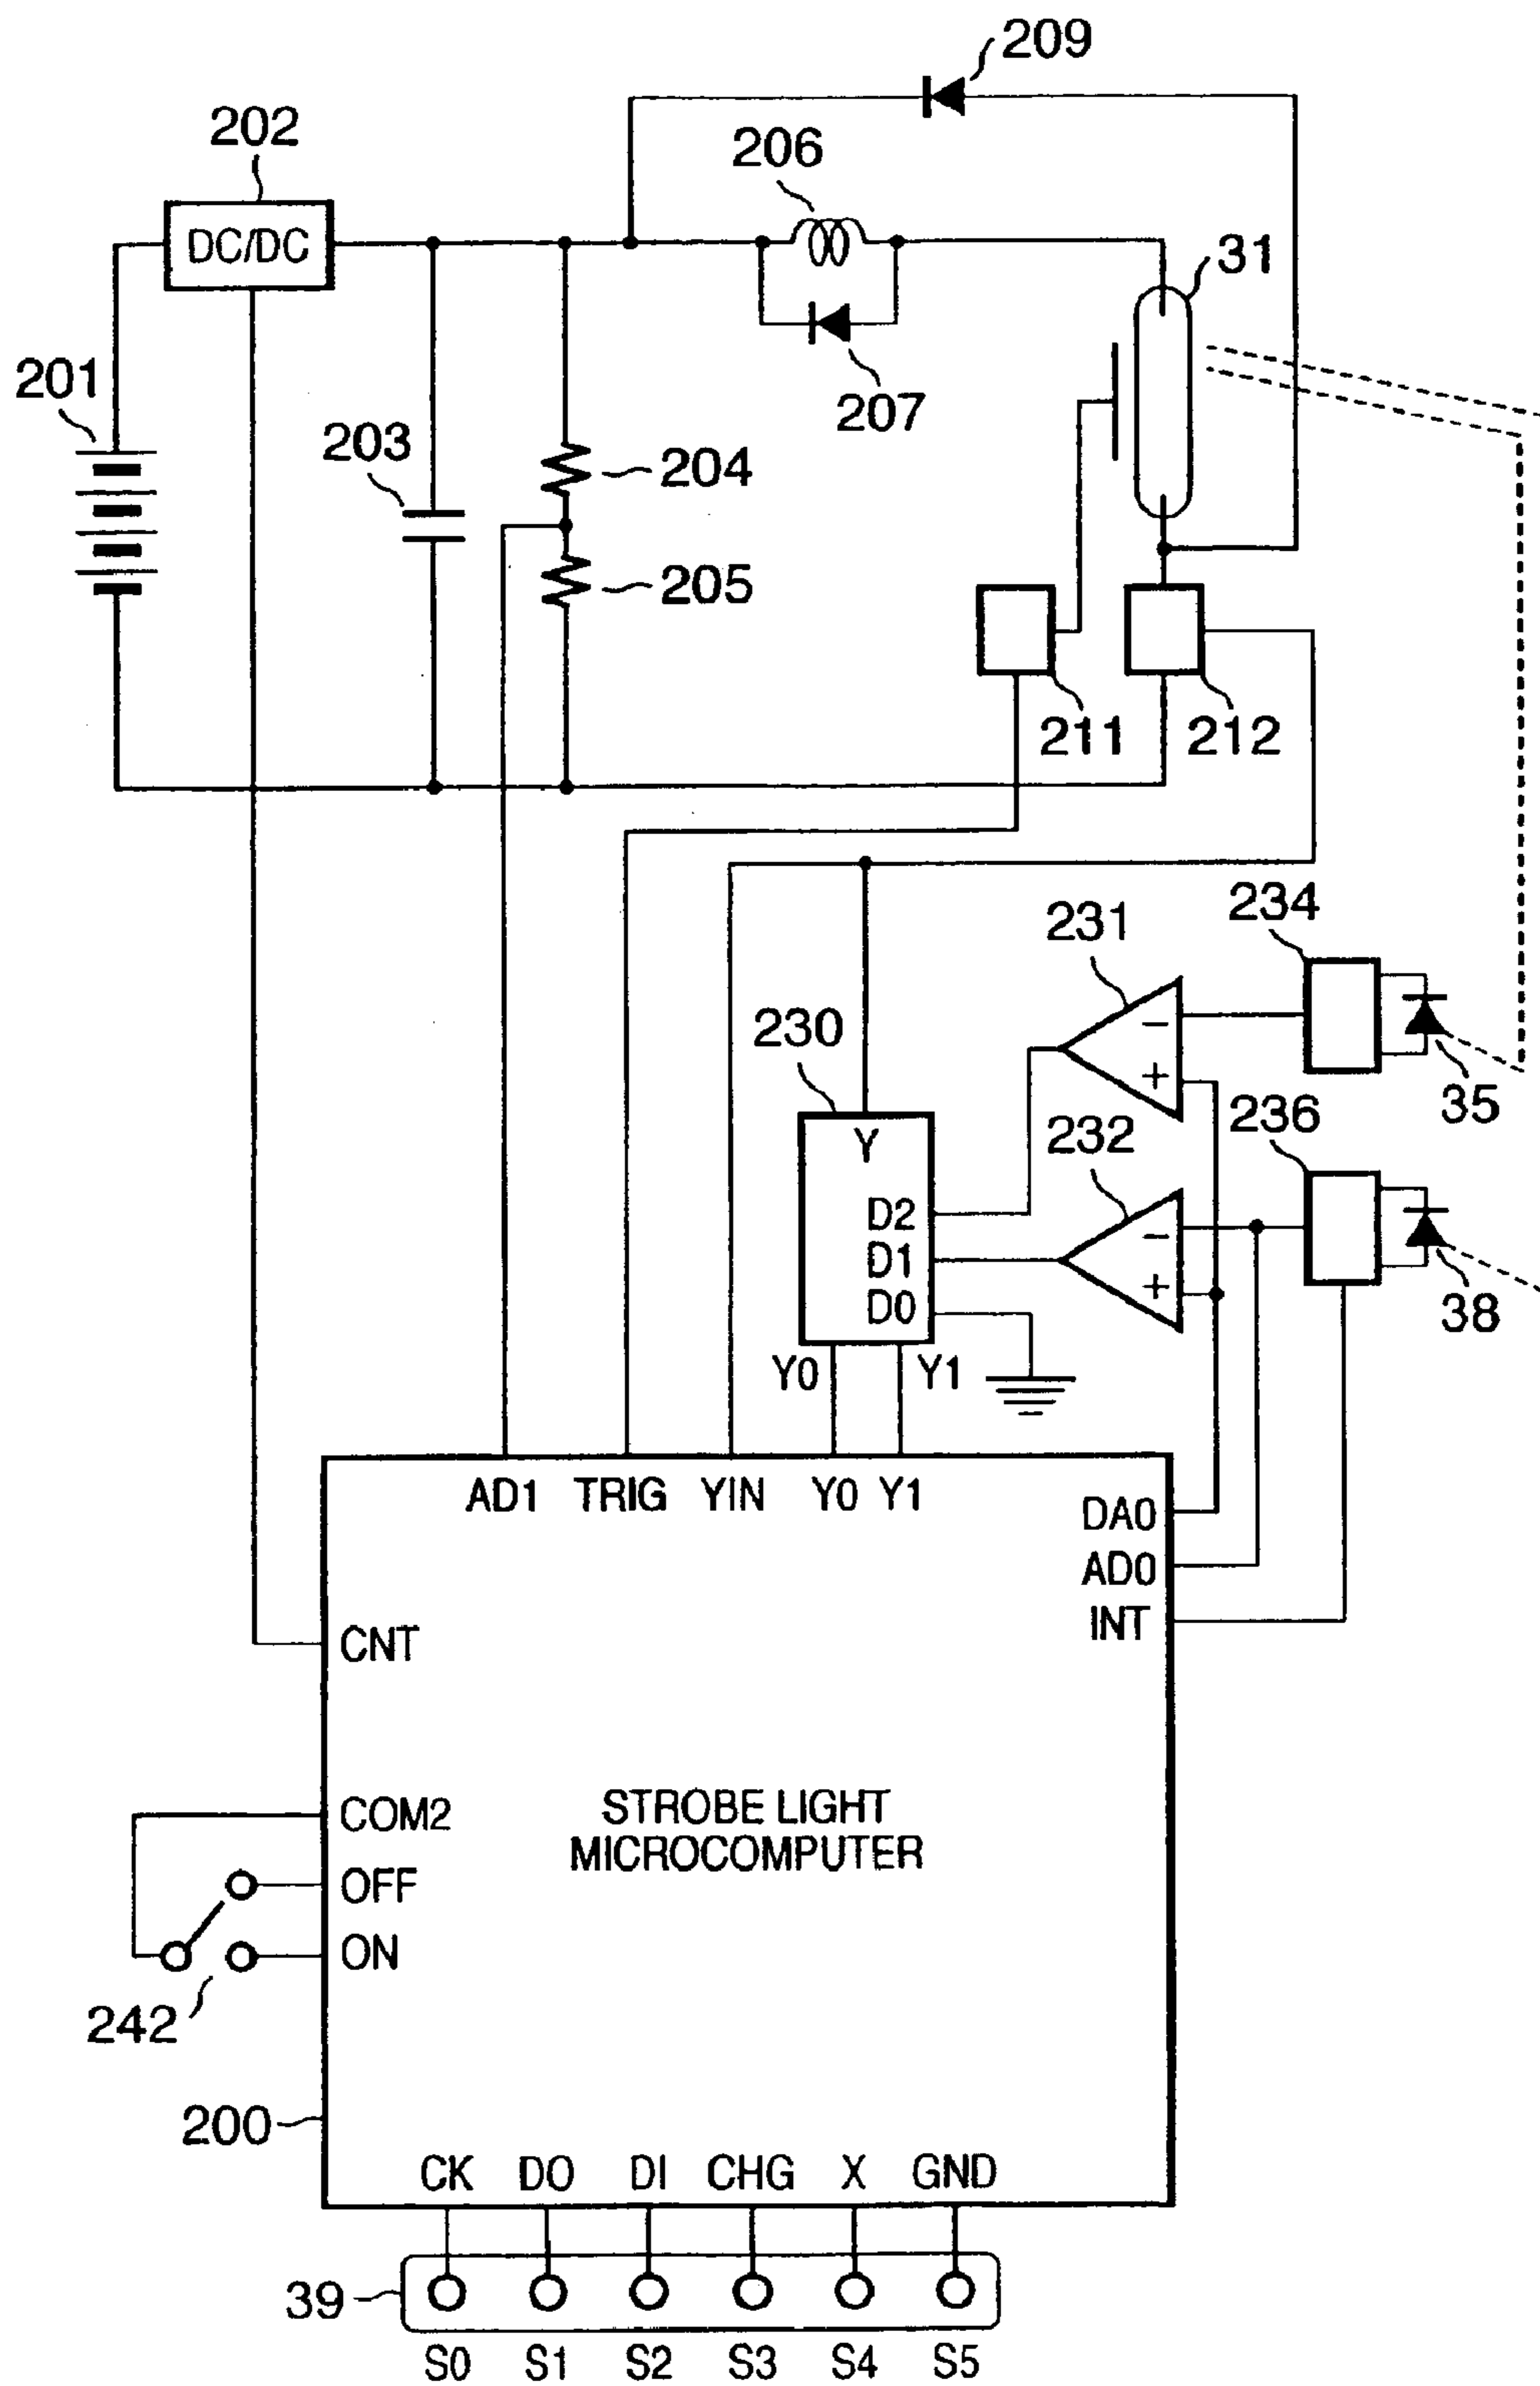 209
202
206
DC/DC
31
201
207
203
204
205
211
212
234
231
230
35
236
232
Y
D2
D1
D0
38
Y0
Y1
AD1
TRIG
YIN
Y0
Y1
DA0
AD0
INT
CNT
COM2
STROBE LIGHT
MICROCOMPUTER
OFF
ON
242
200
CK
DO
DI
CHG
X
GND
39
S0
S1
S2
S3
S4
S5